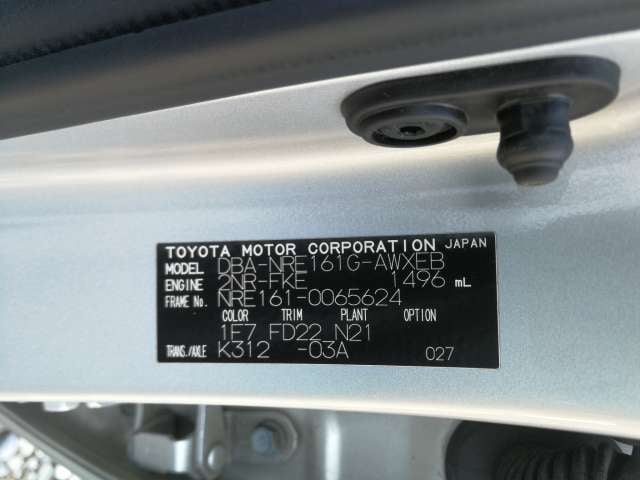 TOYOTA MOTOR CORPORATION JAPAN
MODEL DBA-NRE161G-AWXEB
ENGINE 2NR-FKE 1496 mL
FRAME No. NRE161-0065624
COLOR TRIM PLANT OPTION
1F7 FD22 N21
TRANS./AXLE K312 -03A 027